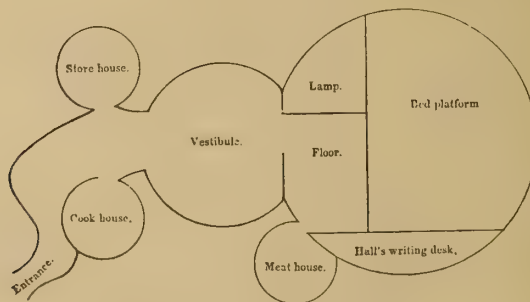 Store house.
Lamp.
Bed platform
Vestibule.
Floor.
Cook house.
Hall's writing desk.
Entrance.
Meat house.